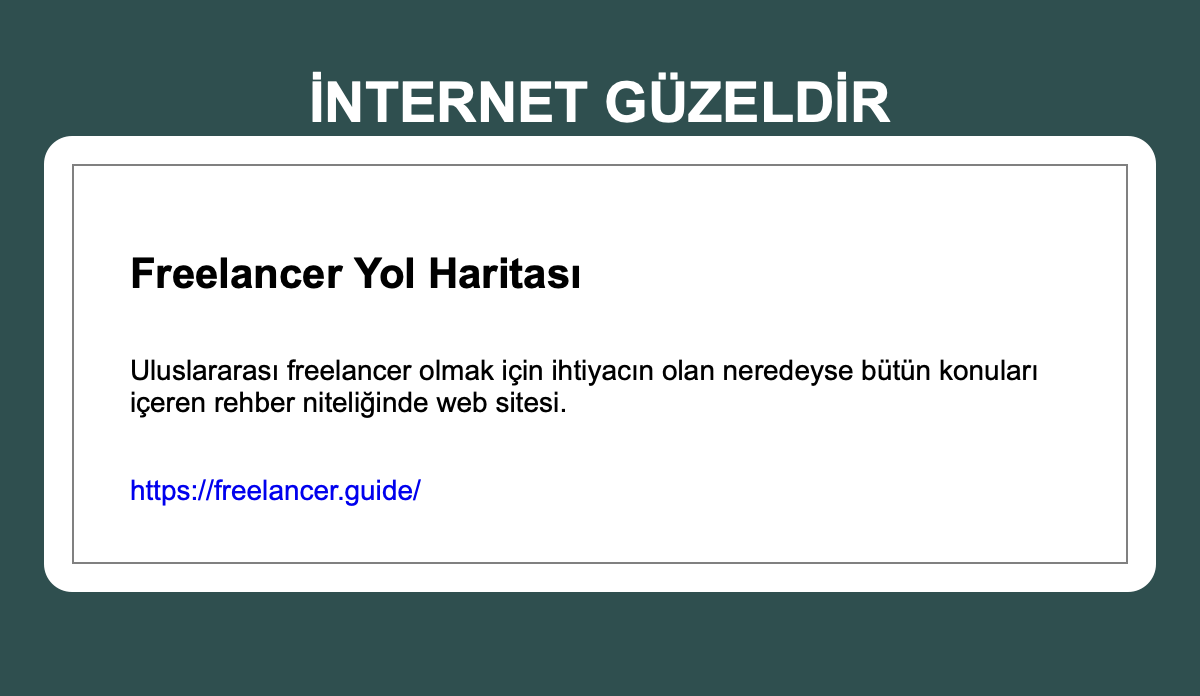 İNTERNET GÜZELDİR
Freelancer Yol Haritası
Uluslararası freelancer olmak için ihtiyacın olan neredeyse bütün konuları
içeren rehber niteliğinde web sitesi.
https://freelancer.guide/